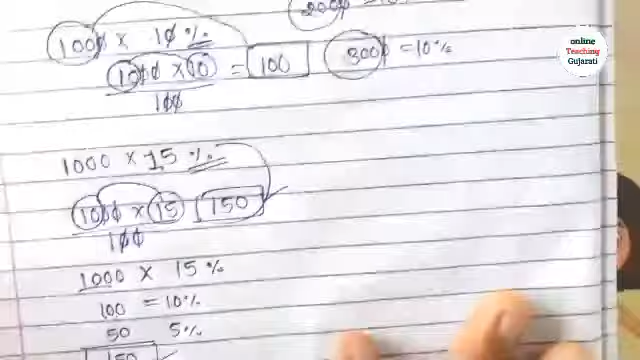 1000 × 10%
1000 × 10 = 100
100
3000 = 10%
online
Teaching
Gujarati
1000 × 15%
1000 × 15 150
100
1000 × 15%
100 = 10%
50 5%
150